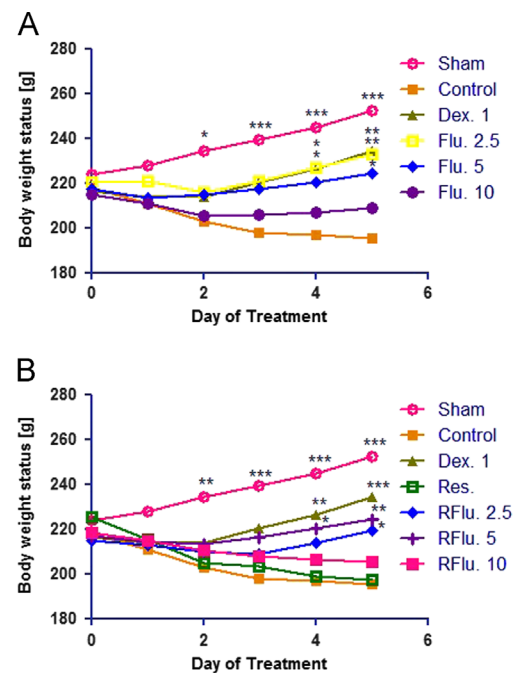 A
280
260
240
220
200
180
Body weight status [g]
0
2
4
6
Day of Treatment
*
***
***
***
*
*
**
**
*
Sham
Control
Dex. 1
Flu. 2.5
Flu. 5
Flu. 10
B
280
260
240
220
200
180
Body weight status [g]
0
2
4
6
Day of Treatment
**
***
***
***
**
*
***
**
*
Sham
Control
Dex. 1
Res.
RFlu. 2.5
RFlu. 5
RFlu. 10